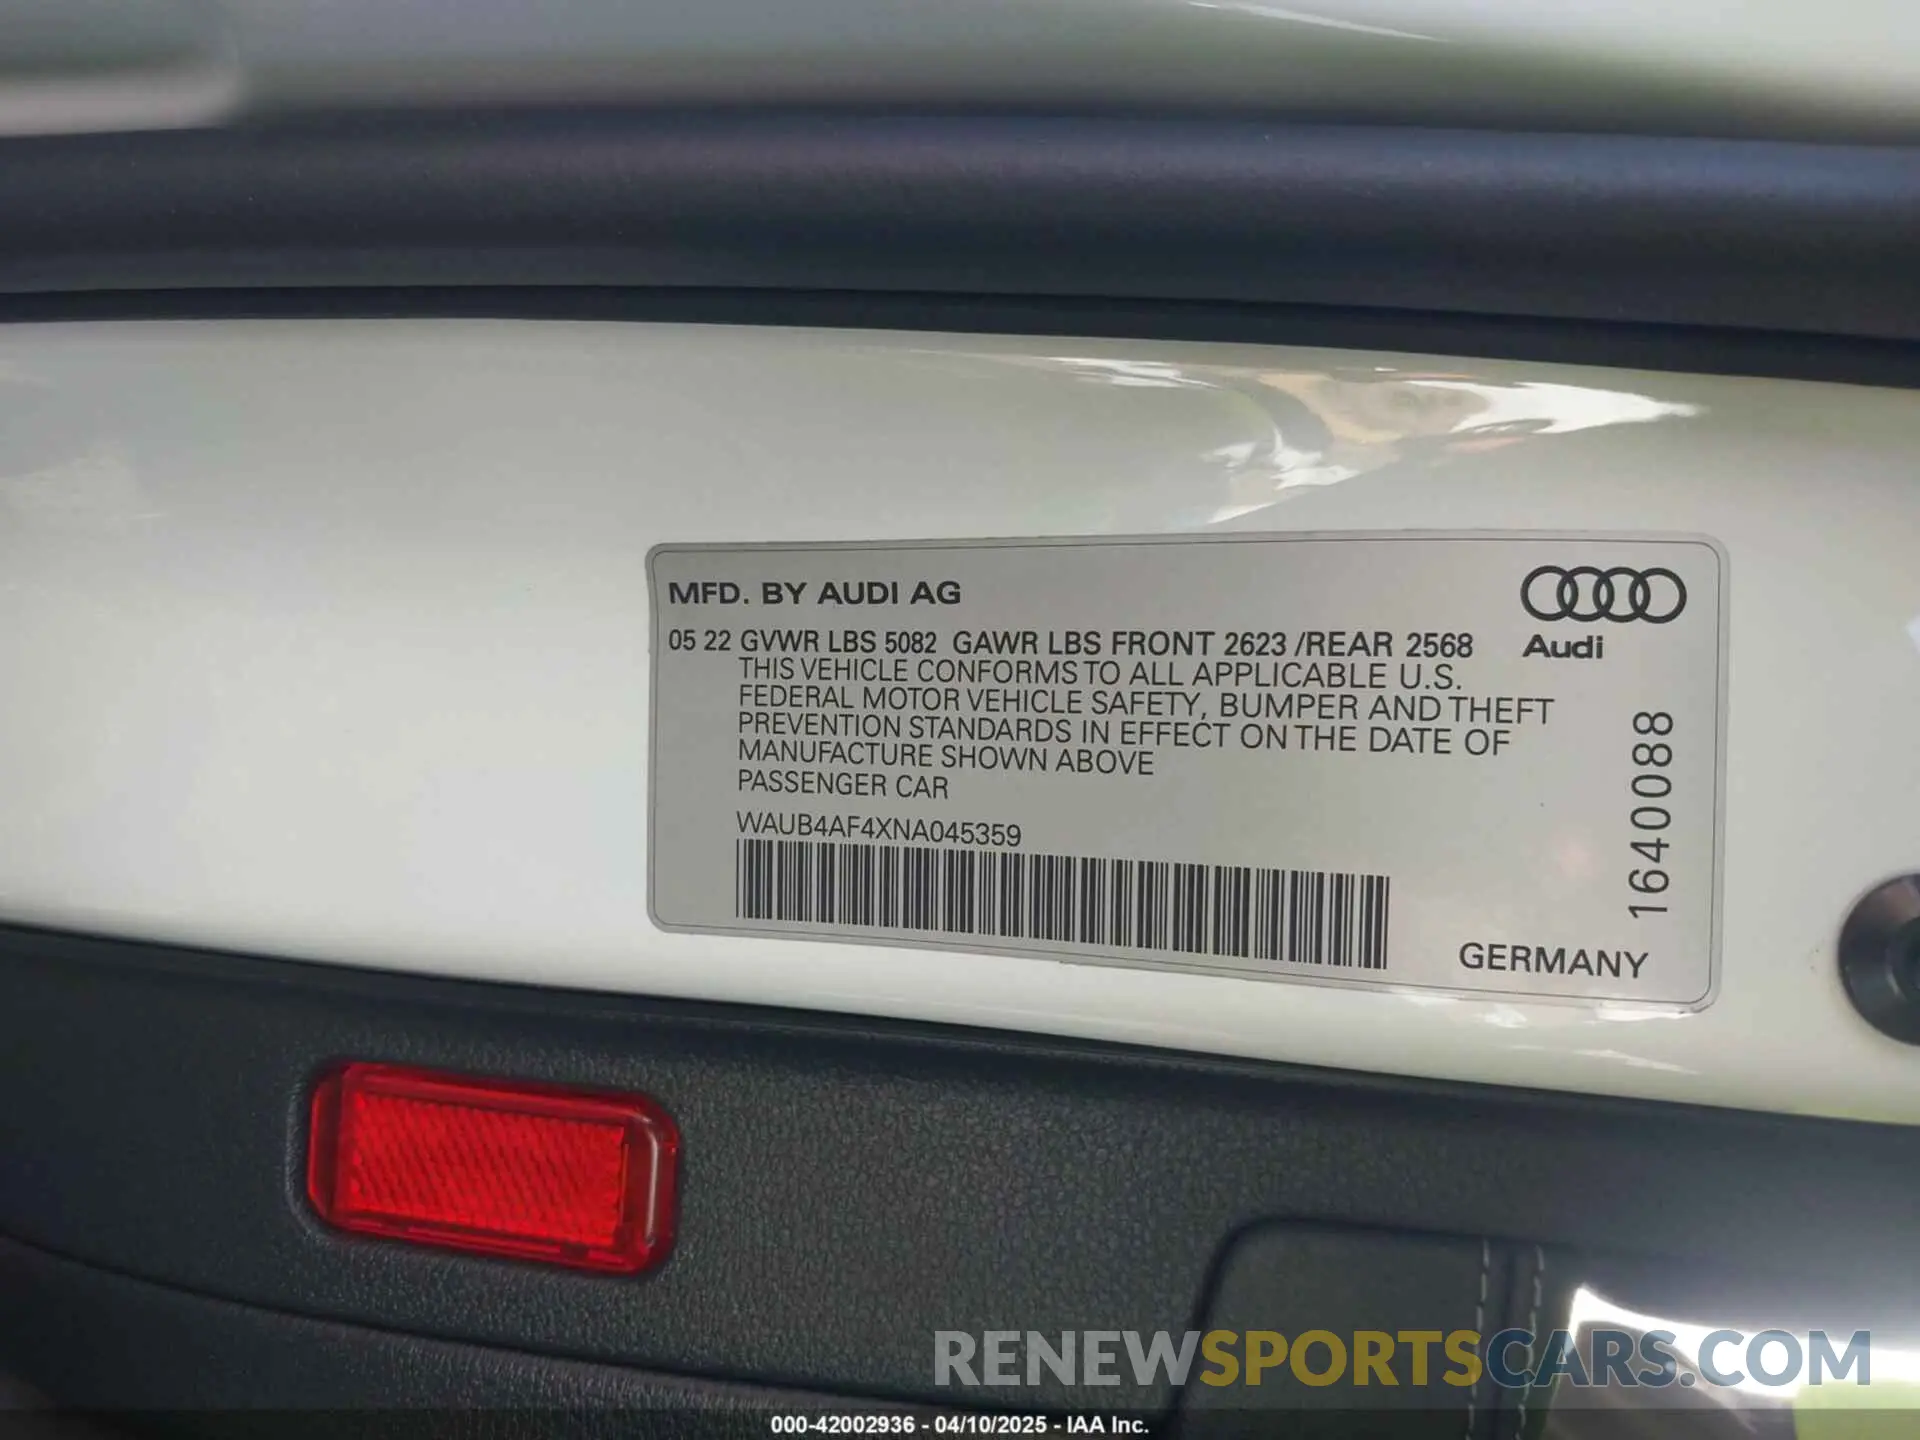 MFD. BY AUDI AG
05 22 GVWR LBS 5082 GAWR LBS FRONT 2623 /REAR 2568
Audi
THIS VEHICLE CONFORMS TO ALL APPLICABLE U.S.
FEDERAL MOTOR VEHICLE SAFETY, BUMPER AND THEFT
PREVENTION STANDARDS IN EFFECT ON THE DATE OF
MANUFACTURE SHOWN ABOVE
PASSENGER CAR
WAUB4AF4XNA045359
1640088
GERMANY
RENEWSPORTSCARS.COM
000-42002936 - 04/10/2025 - IAA Inc.